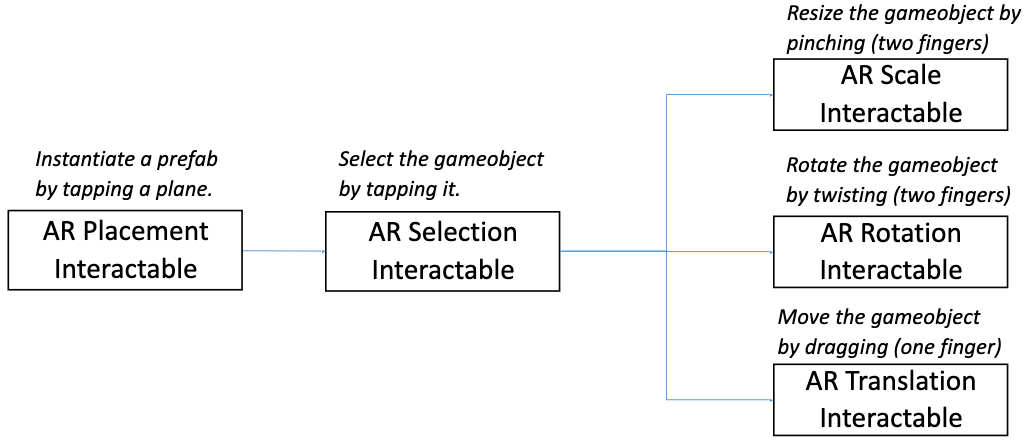 Instantiate a prefab
by tapping a plane.
AR Placement
Interactable
Select the gameobject
by tapping it.
AR Selection
Interactable
Resize the gameobject by
pinching (two fingers)
AR Scale
Interactable
Rotate the gameobject
by twisting (two fingers)
AR Rotation
Interactable
Move the gameobject
by dragging (one finger)
AR Translation
Interactable